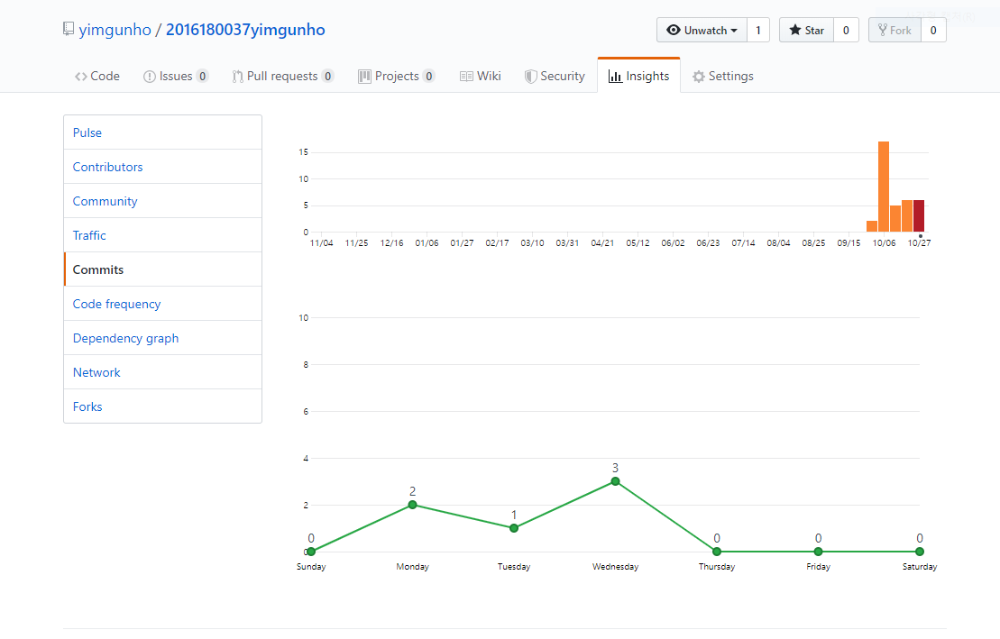 yimgunho / 2016180037yimgunho
Unwatch 1 Star 0 Fork 0
Code Issues 0 Pull requests 0 Projects 0 Wiki Security Insights Settings
Pulse
Contributors
Community
Traffic
Commits
Code frequency
Dependency graph
Network
Forks
15
10
5
0
11/04 11/25 12/16 01/06 01/27 02/17 03/10 03/31 04/21 05/12 06/02 06/23 07/14 08/04 08/25 09/15 10/06 10/27
10
8
6
4
2
0
0 2 1 3 0 0 0
Sunday Monday Tuesday Wednesday Thursday Friday Saturday